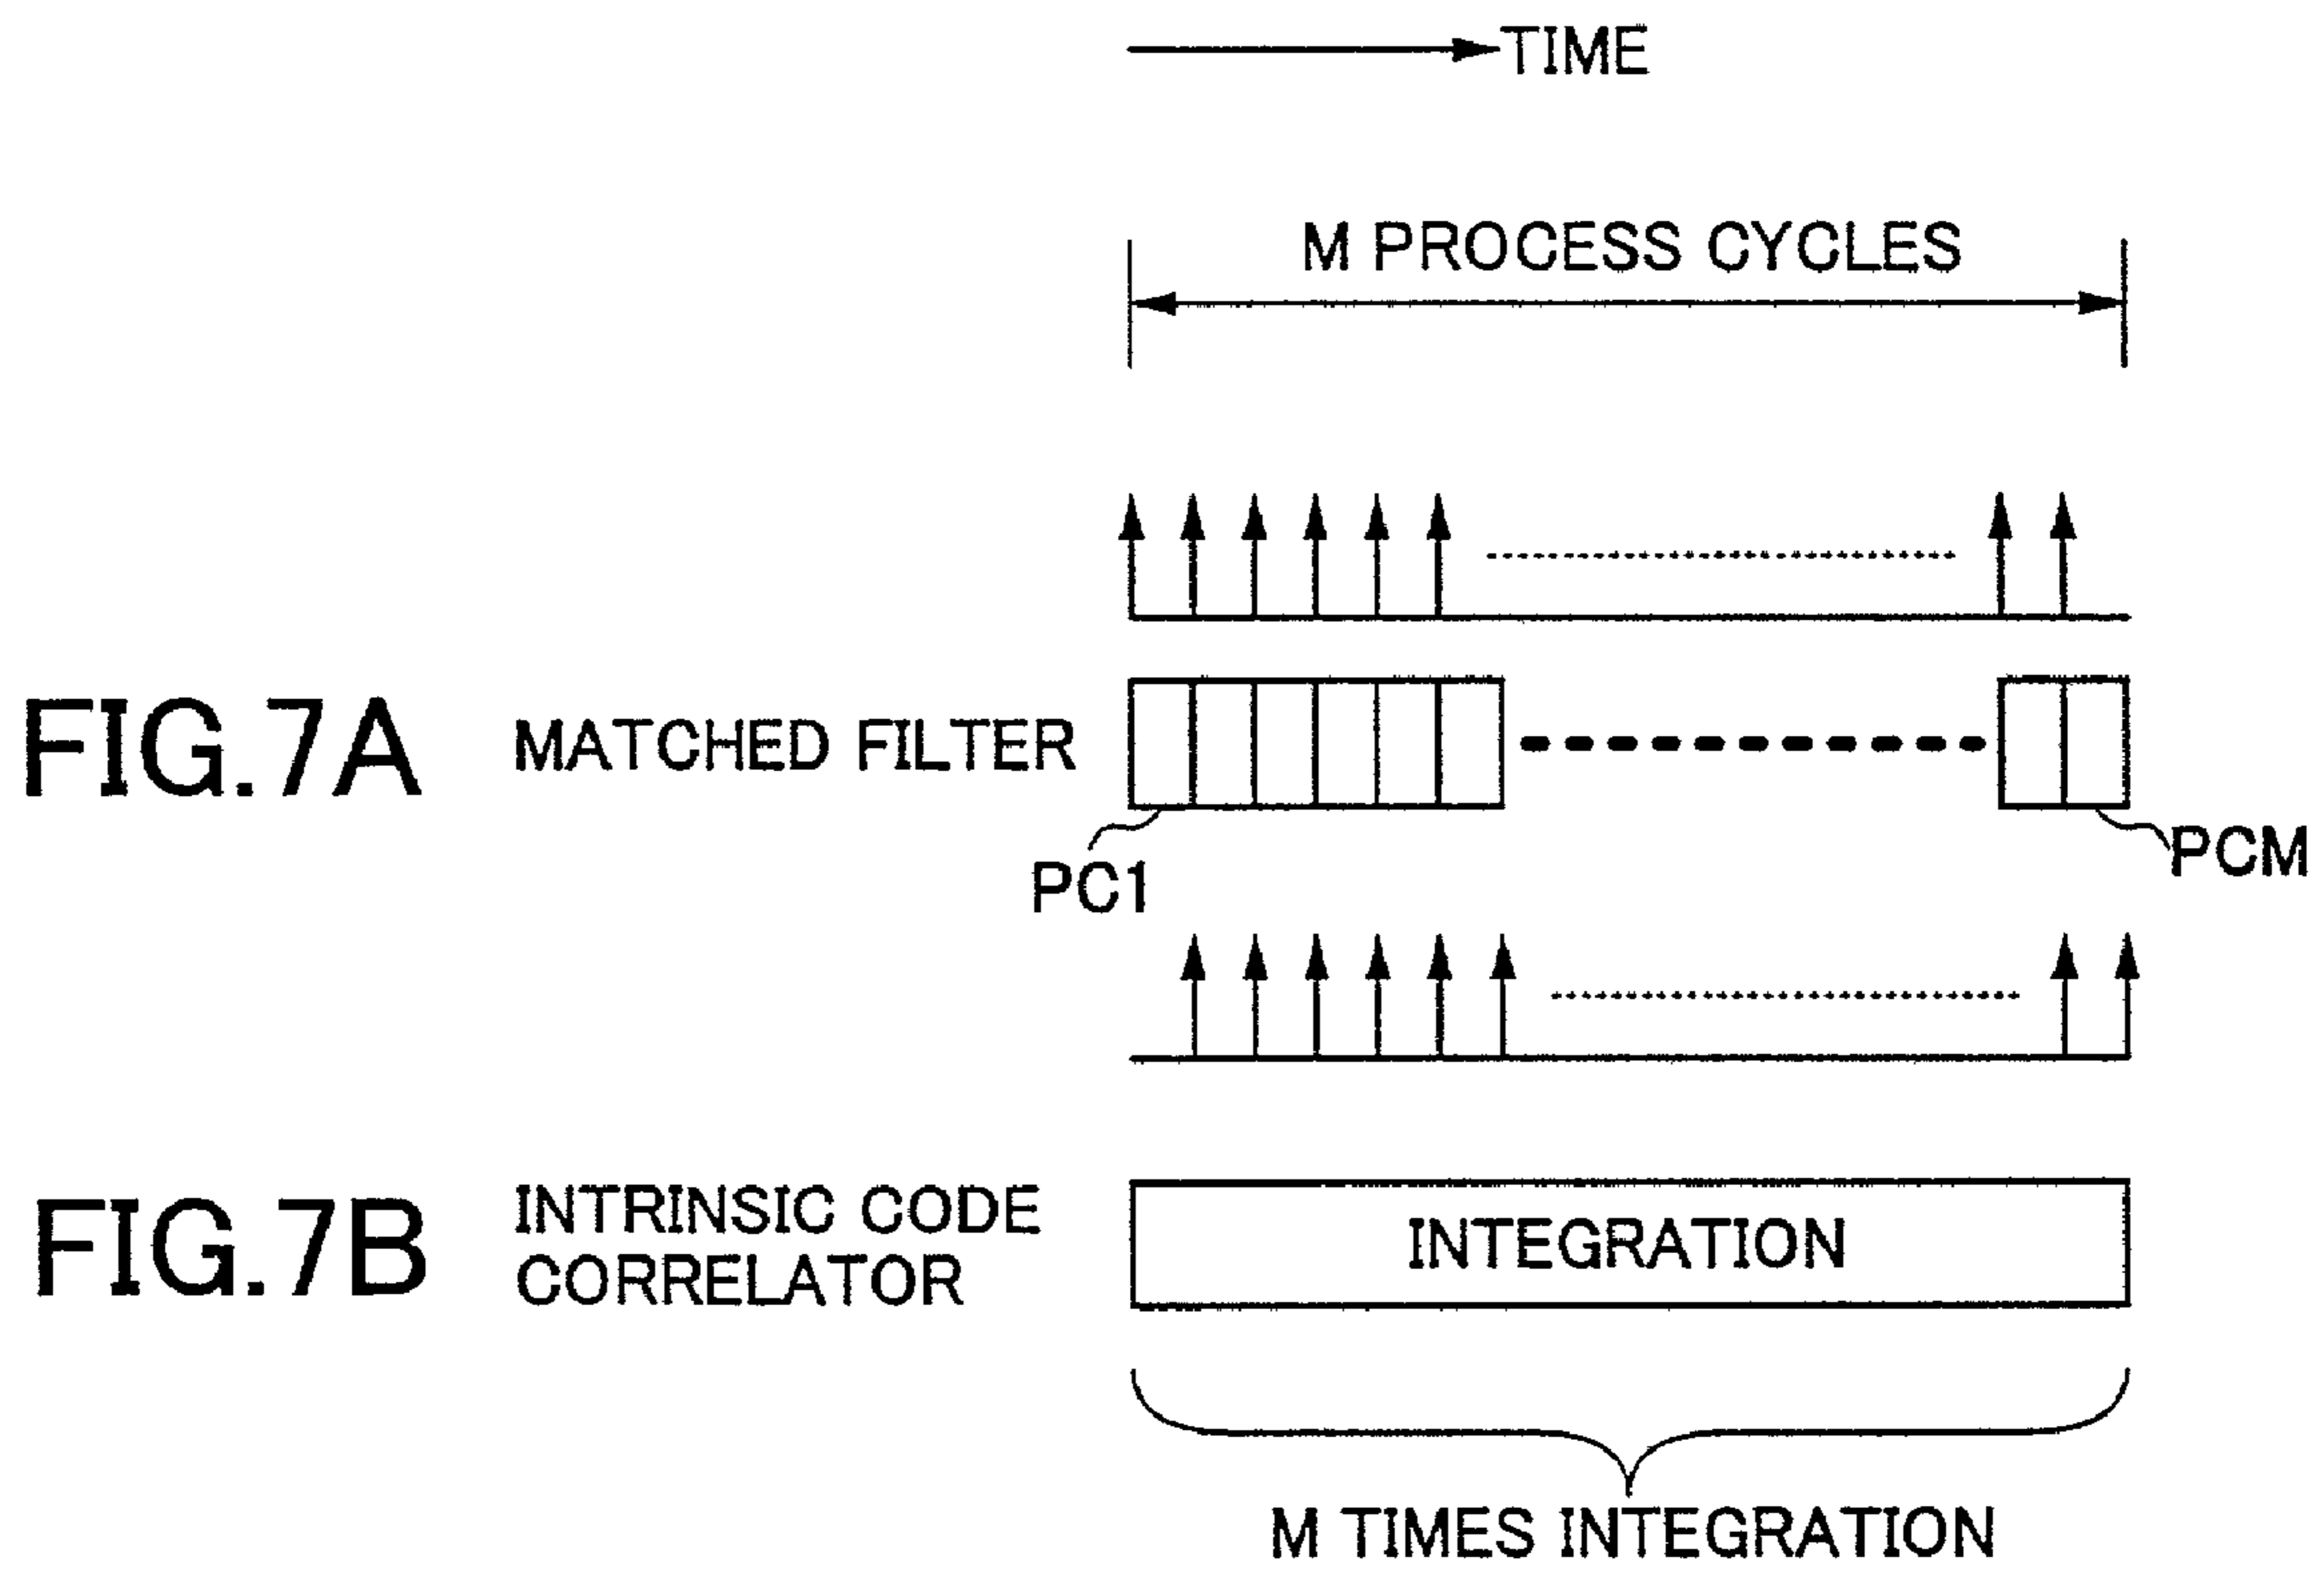 TIME
M PROCESS CYCLES
FIG.7A
MATCHED FILTER
PC1
PCM
FIG.7B
INTRINSIC CODE
CORRELATOR
INTEGRATION
M TIMES INTEGRATION